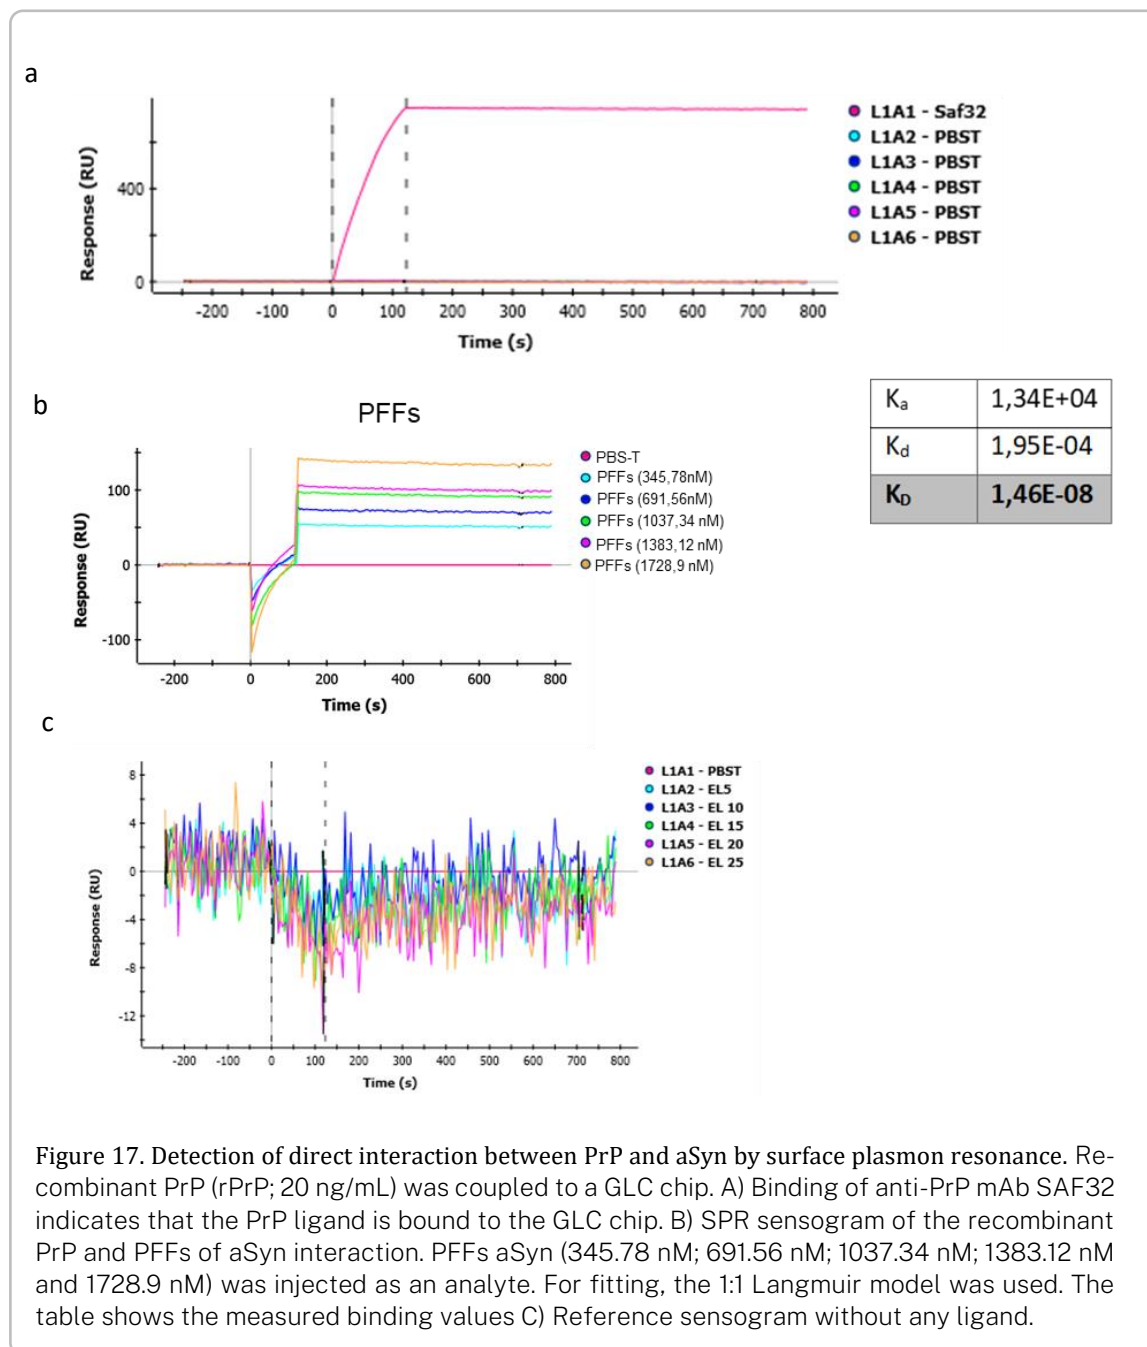 a
Response (RU)
400
0
-200 -100 0 100 200 300 400 500 600 700 800
Time (s)
L1A1 - Saf32
L1A2 - PBST
L1A3 - PBST
L1A4 - PBST
L1A5 - PBST
L1A6 - PBST
b
PFFs
Response (RU)
100
0
-100
-200 0 200 400 600 800
Time (s)
PBS-T
PFFs (345,78nM)
PFFs (691,56nM)
PFFs (1037,34 nM)
PFFs (1383,12 nM)
PFFs (1728,9 nM)
Ka 1,34E+04
Kd 1,95E-04
KD 1,46E-08
c
Response (RU)
8
4
0
-4
-8
-12
-200 -100 0 100 200 300 400 500 600 700 800
Time (s)
L1A1 - PBST
L1A2 - EL5
L1A3 - EL 10
L1A4 - EL 15
L1A5 - EL 20
L1A6 - EL 25
Figure 17. Detection of direct interaction between PrP and aSyn by surface plasmon resonance. Re-
combinant PrP (rPrP; 20 ng/mL) was coupled to a GLC chip. A) Binding of anti-PrP mAb SAF32
indicates that the PrP ligand is bound to the GLC chip. B) SPR sensogram of the recombinant
PrP and PFFs of aSyn interaction. PFFs aSyn (345.78 nM; 691.56 nM; 1037.34 nM; 1383.12 nM
and 1728.9 nM) was injected as an analyte. For fitting, the 1:1 Langmuir model was used. The
table shows the measured binding values C) Reference sensogram without any ligand.